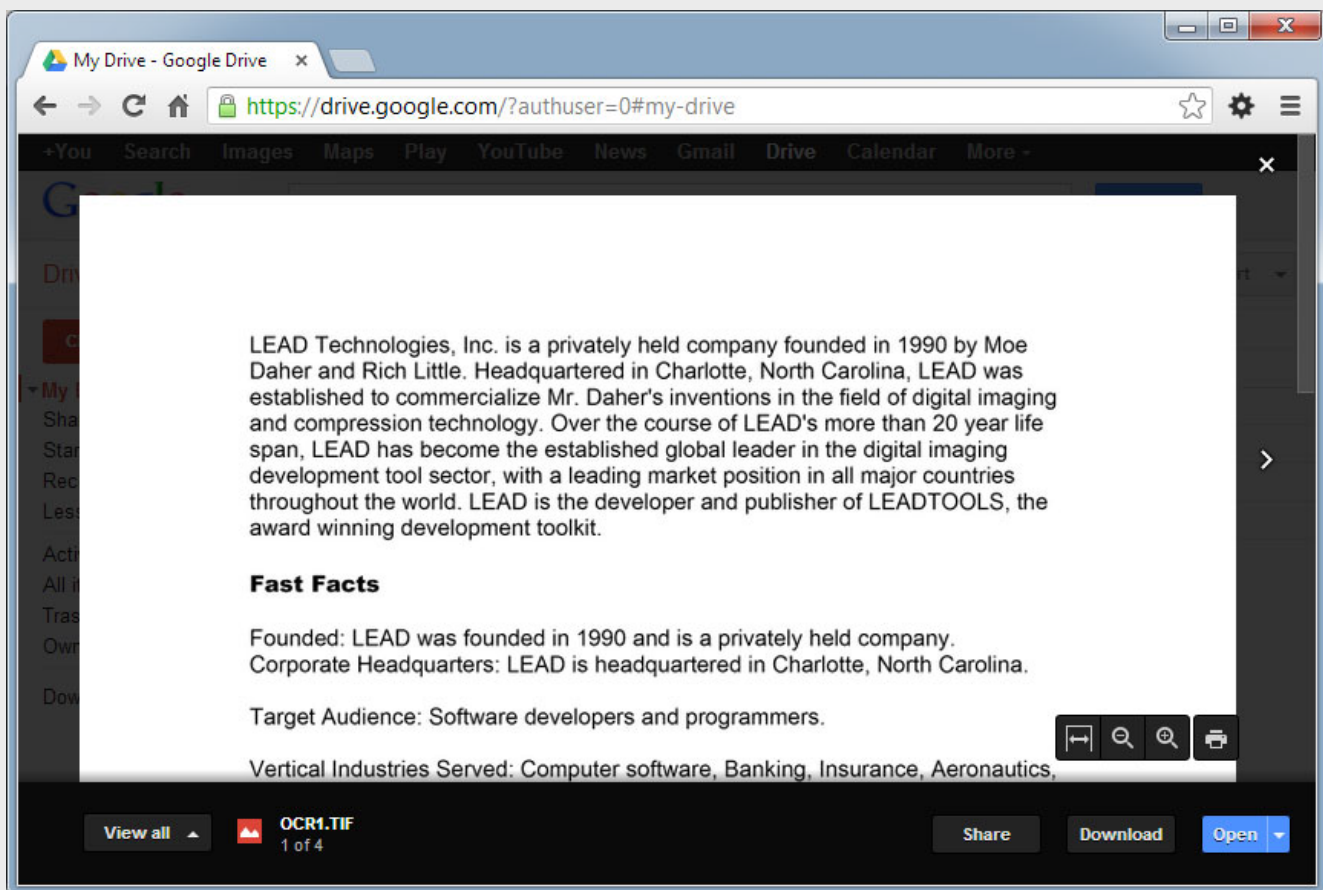 My Drive - Google Drive
https://drive.google.com/?authuser=0#my-drive
+You Search Images Maps Play YouTube News Gmail Drive Calendar More
LEAD Technologies, Inc. is a privately held company founded in 1990 by Moe
Daher and Rich Little. Headquartered in Charlotte, North Carolina, LEAD was
established to commercialize Mr. Daher's inventions in the field of digital imaging
and compression technology. Over the course of LEAD's more than 20 year life
span, LEAD has become the established global leader in the digital imaging
development tool sector, with a leading market position in all major countries
throughout the world. LEAD is the developer and publisher of LEADTOOLS, the
award winning development toolkit.
Fast Facts
Founded: LEAD was founded in 1990 and is a privately held company.
Corporate Headquarters: LEAD is headquartered in Charlotte, North Carolina.
Target Audience: Software developers and programmers.
Vertical Industries Served: Computer software, Banking, Insurance, Aeronautics,
View all
OCR1.TIF
1 of 4
Share Download Open